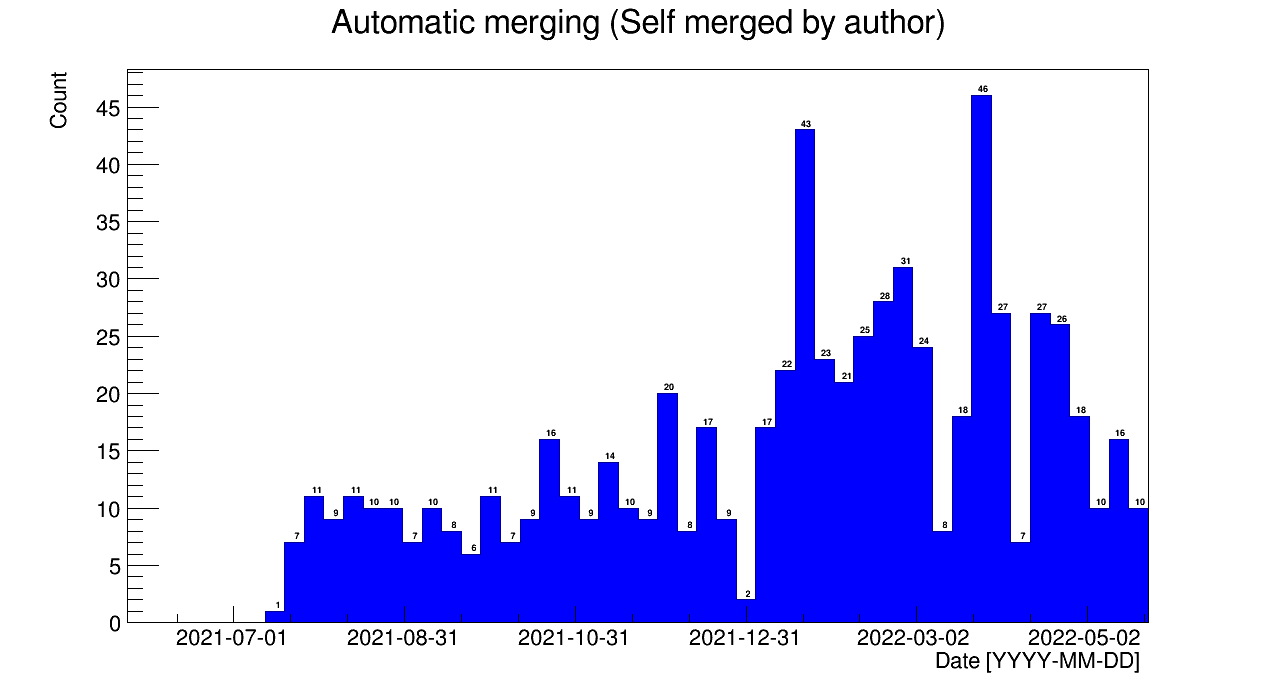 Automatic merging (Self merged by author)
Count
45
40
35
30
25
20
15
10
5
0
1 7 11 9 11 10 10 7 10 8 6 11 7 9 16 11 9 14 10 9 20 8 17 9 2 17 22 43 23 21 25 28 31 24 8 18 46 27 7 27 26 18 10 16 10
2021-07-01 2021-08-31 2021-10-31 2021-12-31 2022-03-02 2022-05-02
Date [YYYY-MM-DD]